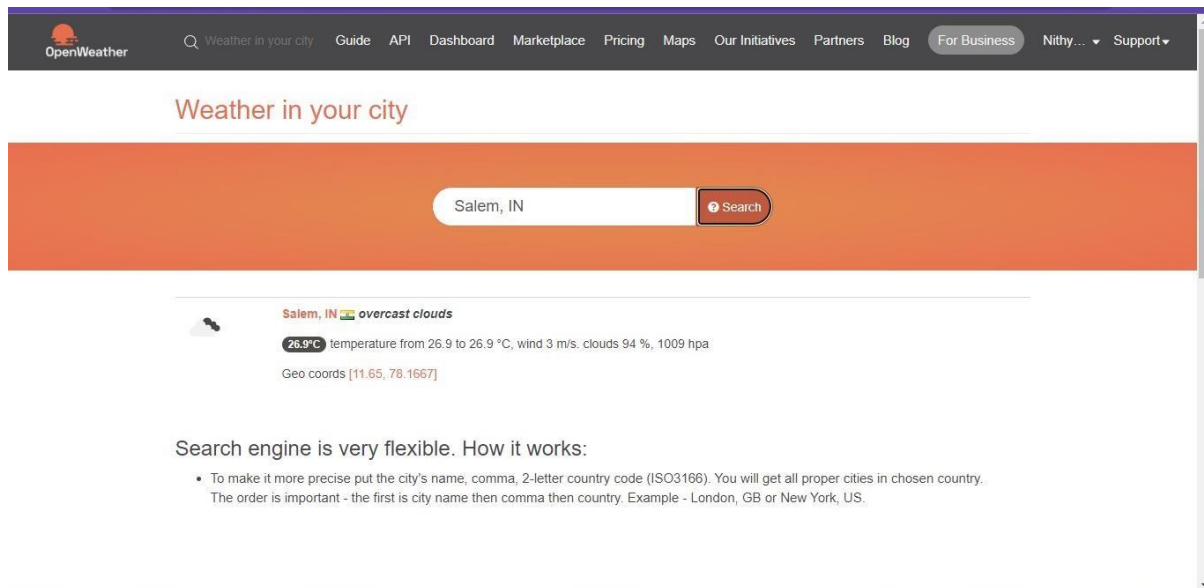 OpenWeather
Weather in your city Guide API Dashboard Marketplace Pricing Maps Our Initiatives Partners Blog For Business Nithy... Support
Weather in your city
Salem, IN Search
Salem, IN overcast clouds
26.9°C temperature from 26.9 to 26.9 °C, wind 3 m/s. clouds 94 %, 1009 hpa
Geo coords [11.65, 78.1667]
Search engine is very flexible. How it works:
• To make it more precise put the city's name, comma, 2-letter country code (ISO3166). You will get all proper cities in chosen country.
The order is important - the first is city name then comma then country. Example - London, GB or New York, US.